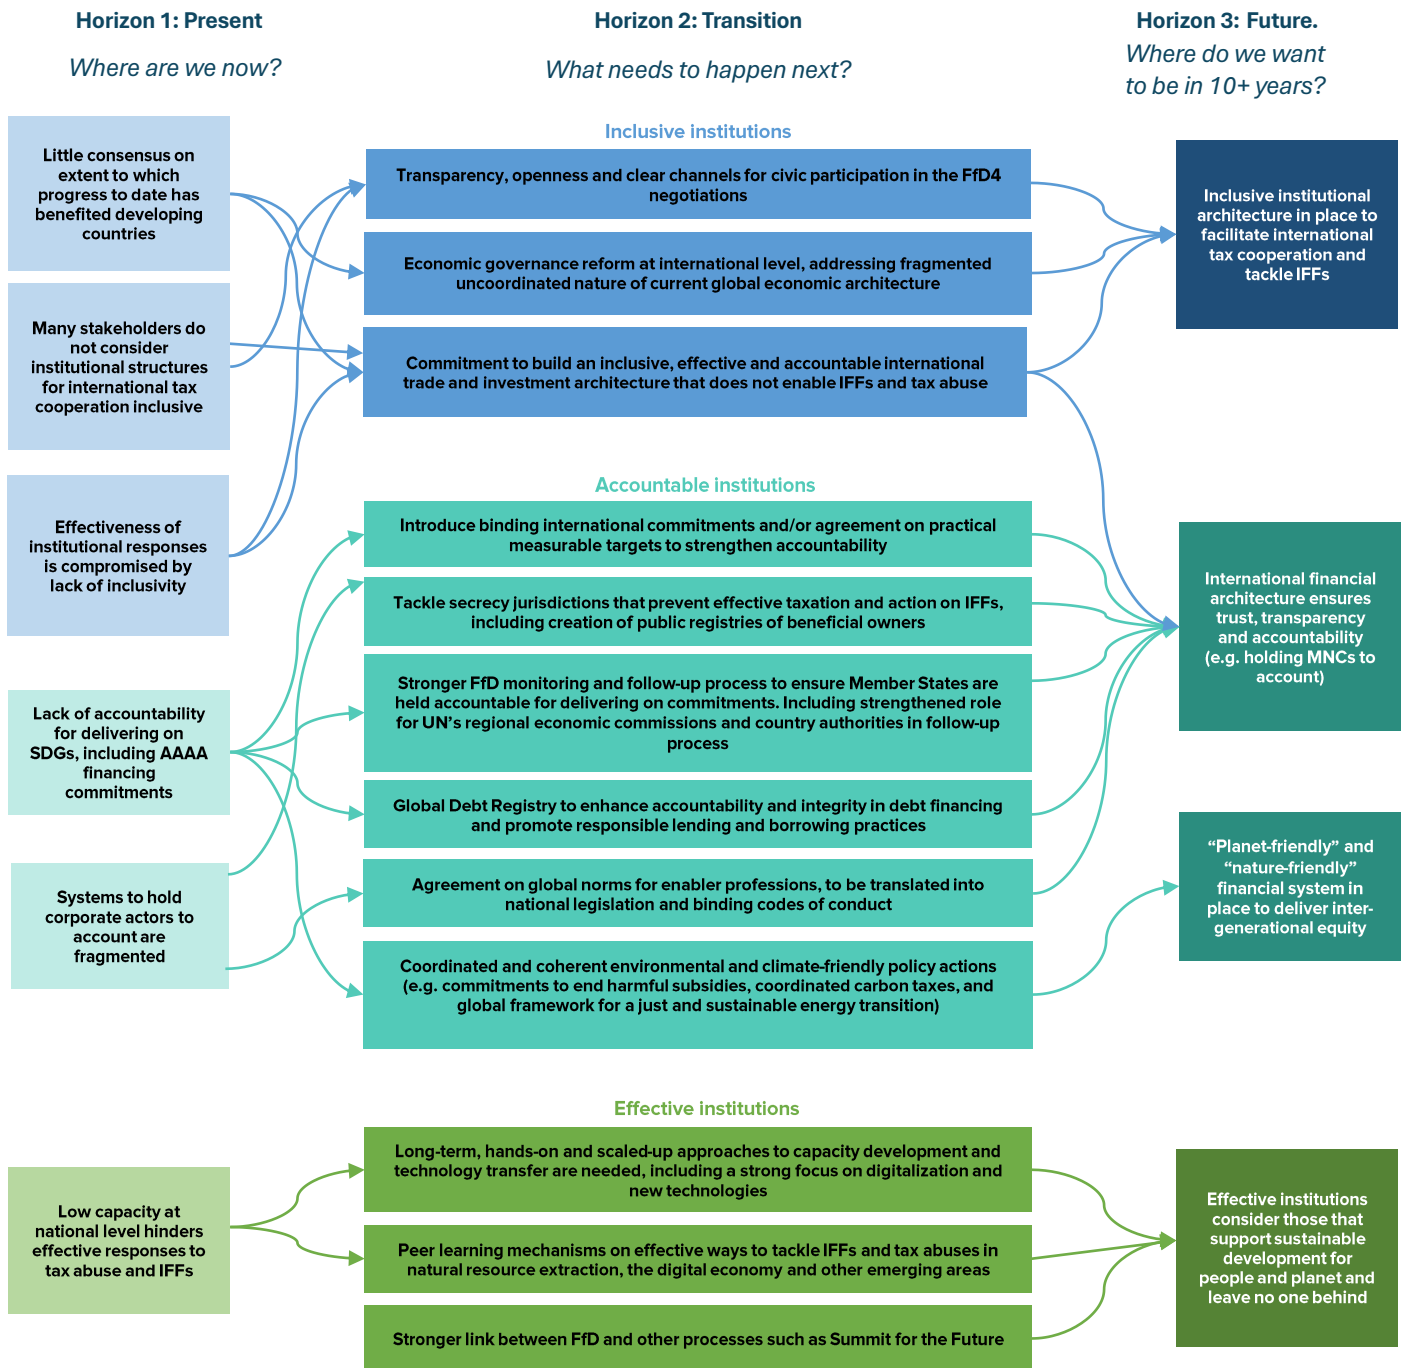 Horizon 1: Present
Where are we now?
Horizon 2: Transition
What needs to happen next?
Horizon 3: Future.
Where do we want
to be in 10+ years?
Little consensus on
extent to which
progress to date has
benefited developing
countries
Many stakeholders do
not consider
institutional structures
for international tax
cooperation inclusive
Effectiveness of
institutional responses
is compromised by
lack of inclusivity
Inclusive institutions
Transparency, openness and clear channels for civic participation in the FfD4
negotiations
Economic governance reform at international level, addressing fragmented
uncoordinated nature of current global economic architecture
Commitment to build an inclusive, effective and accountable international
trade and investment architecture that does not enable IFFs and tax abuse
Inclusive institutional
architecture in place to
facilitate international
tax cooperation and
tackle IFFs
Lack of accountability
for delivering on
SDGs, including AAAA
financing
commitments
Systems to hold
corporate actors to
account are
fragmented
Accountable institutions
Introduce binding international commitments and/or agreement on practical
measurable targets to strengthen accountability
Tackle secrecy jurisdictions that prevent effective taxation and action on IFFs,
including creation of public registries of beneficial owners
Stronger FfD monitoring and follow-up process to ensure Member States are
held accountable for delivering on commitments. Including strengthened role
for UN's regional economic commissions and country authorities in follow-up
process
Global Debt Registry to enhance accountability and integrity in debt financing
and promote responsible lending and borrowing practices
Agreement on global norms for enabler professions, to be translated into
national legislation and binding codes of conduct
Coordinated and coherent environmental and climate-friendly policy actions
(e.g. commitments to end harmful subsidies, coordinated carbon taxes, and
global framework for a just and sustainable energy transition)
International financial
architecture ensures
trust, transparency
and accountability
(e.g. holding MNCs to
account)
“Planet-friendly” and
“nature-friendly”
financial system in
place to deliver inter-
generational equity
Low capacity at
national level hinders
effective responses to
tax abuse and IFFs
Effective institutions
Long-term, hands-on and scaled-up approaches to capacity development and
technology transfer are needed, including a strong focus on digitalization and
new technologies
Peer learning mechanisms on effective ways to tackle IFFs and tax abuses in
natural resource extraction, the digital economy and other emerging areas
Stronger link between FfD and other processes such as Summit for the Future
Effective institutions
consider those that
support sustainable
development for
people and planet and
leave no one behind